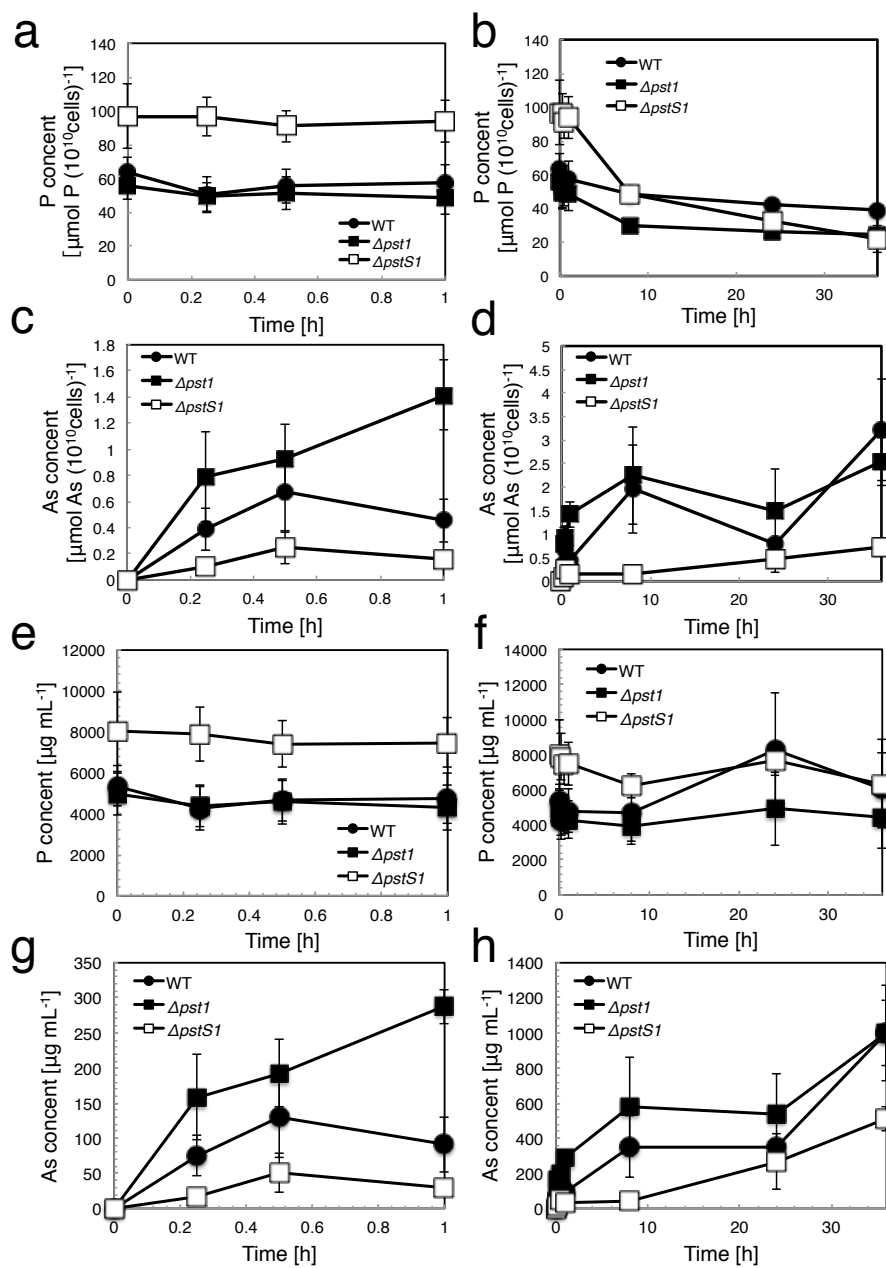 a
P concent
[µmol P (10¹⁰cells)⁻¹
140
120
100
80
60
40
20
0
WT
Δpst1
ΔpstS1
0
0.2
0.4
0.6
0.8
1
Time [h]
b
P concent
[µmol P (10¹⁰cells)⁻¹
140
120
100
80
60
40
20
0
WT
Δpst1
ΔpstS1
0
10
20
30
Time [h]
c
As concent
[µmol As (10¹⁰cells)⁻¹
1.8
1.6
1.4
1.2
1
0.8
0.6
0.4
0.2
0
WT
Δpst1
ΔpstS1
0
0.2
0.4
0.6
0.8
1
Time [h]
d
As concent
[µmol As (10¹⁰cells)⁻¹
5
4.5
4
3.5
3
2.5
2
1.5
1
0.5
0
WT
Δpst1
ΔpstS1
0
10
20
30
Time [h]
e
P concent [µg mL⁻¹]
12000
10000
8000
6000
4000
2000
0
WT
Δpst1
ΔpstS1
0
0.2
0.4
0.6
0.8
1
Time [h]
f
P concent [µg mL⁻¹]
14000
12000
10000
8000
6000
4000
2000
0
WT
Δpst1
ΔpstS1
0
10
20
30
Time [h]
g
As concent [µg mL⁻¹]
350
300
250
200
150
100
50
0
WT
Δpst1
ΔpstS1
0
0.2
0.4
0.6
0.8
1
Time [h]
h
As concent [µg mL⁻¹]
1400
1200
1000
800
600
400
200
0
WT
Δpst1
ΔpstS1
0
10
20
30
Time [h]